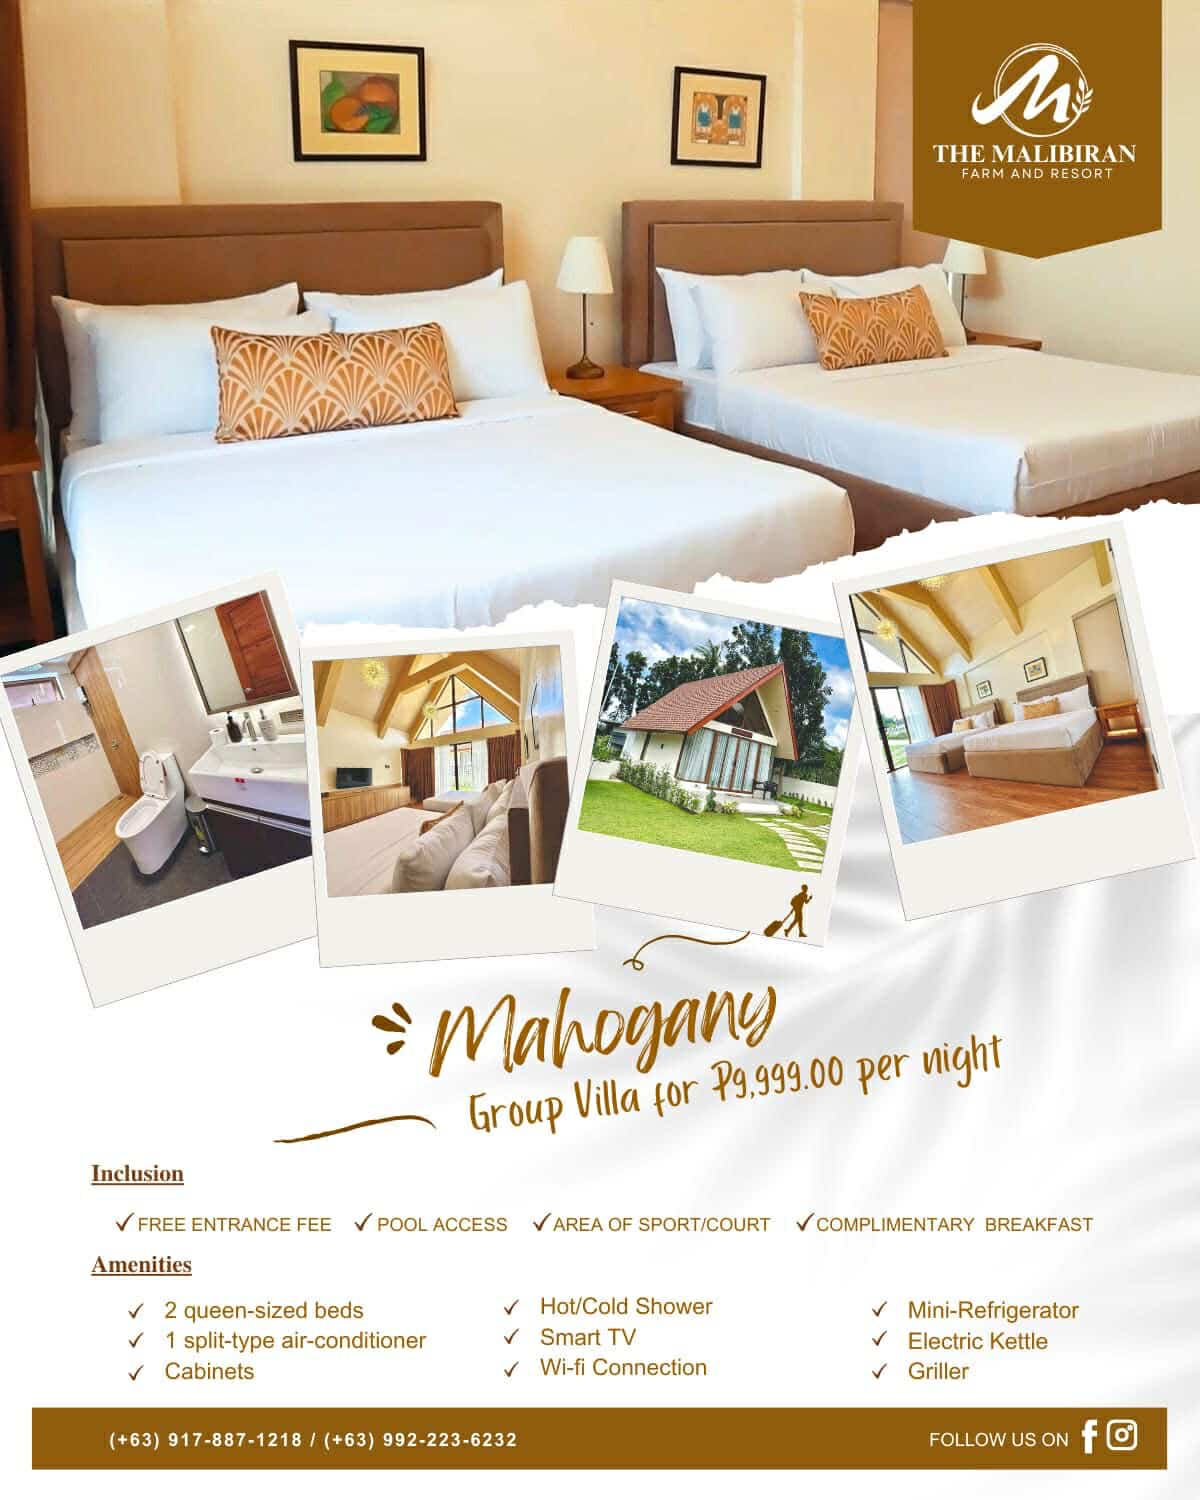 THE MALIBIRAN
FARM AND RESORT
Mahogany
Group Villa for ₱9,999.00 per night
Inclusion
✓FREE ENTRANCE FEE ✓POOL ACCESS ✓AREA OF SPORT/COURT ✓COMPLIMENTARY BREAKFAST
Amenities
✓ 2 queen-sized beds
✓ 1 split-type air-conditioner
✓ Cabinets
✓ Hot/Cold Shower
✓ Smart TV
✓ Wi-fi Connection
✓ Mini-Refrigerator
✓ Electric Kettle
✓ Griller
(+63) 917-887-1218 / (+63) 992-223-6232
FOLLOW US ON